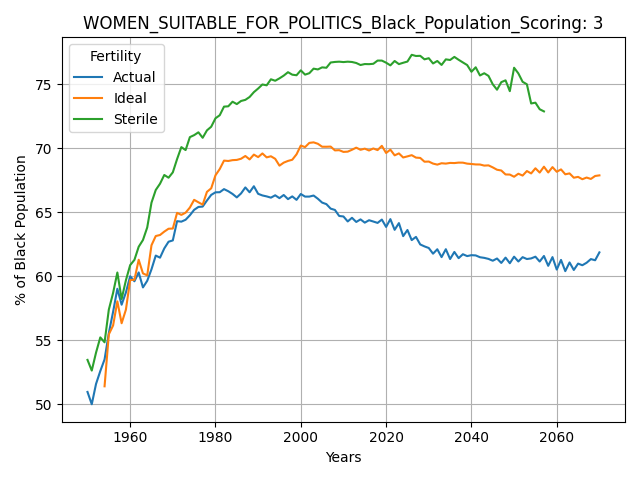 WOMEN_SUITABLE_FOR_POLITICS_Black_Population_Scoring: 3
Fertility
Actual
Ideal
Sterile
% of Black Population
75
70
65
60
55
50
1960
1980
2000
2020
2040
2060
Years